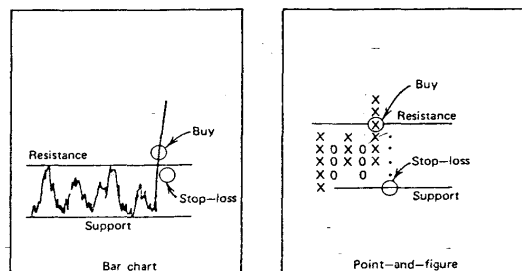 Buy
Resistance
Stop-loss
Support
Bar chart
X
X
Buy
X
Resistance
X X X
X O X O X
X O X O X
X O O
X
Stop-loss
Support
Point-and-figure